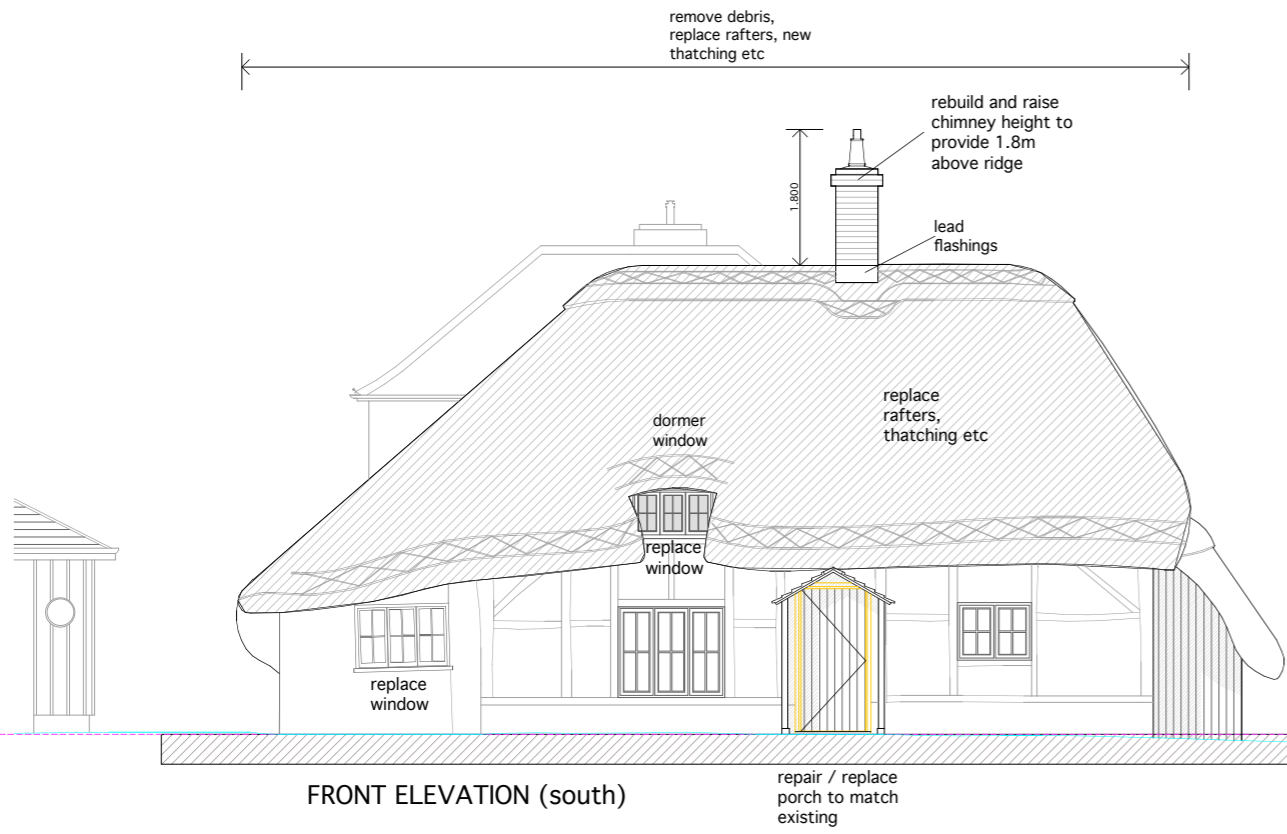 remove debris,
replace rafters, new
thatching etc
rebuild and raise
chimney height to
provide 1.8m
above ridge
1.800
lead
flashings
replace
rafters,
thatching etc
dormer
window
replace
window
replace
window
FRONT ELEVATION (south)
repair / replace
porch to match
existing